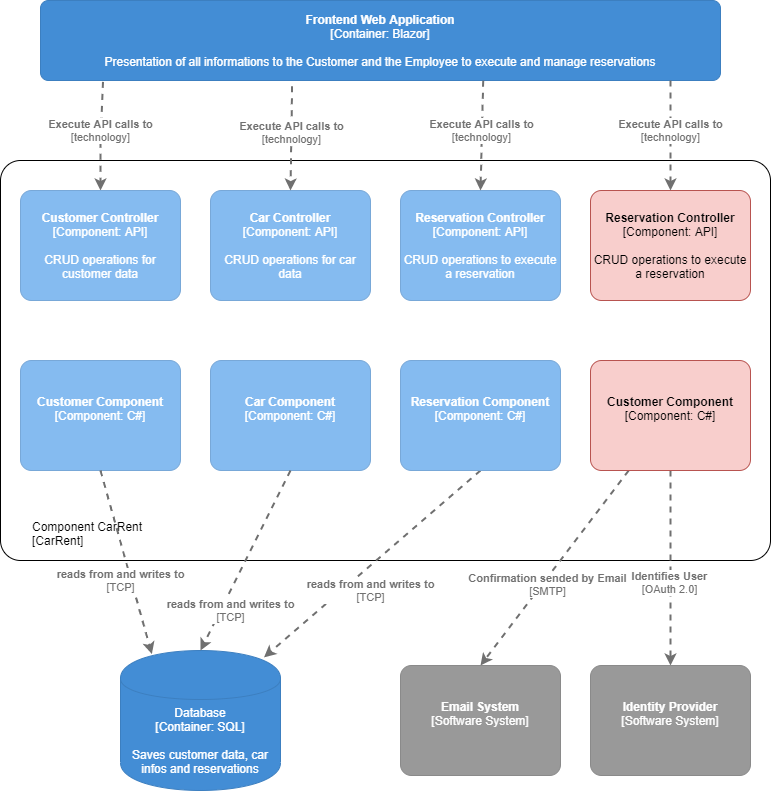 Frontend Web Application
[Container: Blazor]
Presentation of all informations to the Customer and the Employee to execute and manage reservations
Execute API calls to
[technology]
Execute API calls to
[technology]
Execute API calls to
[technology]
Execute API calls to
[technology]
Customer Controller
[Component: API]
CRUD operations for
customer data
Car Controller
[Component: API]
CRUD operations for car
data
Reservation Controller
[Component: API]
CRUD operations to execute
a reservation
Reservation Controller
[Component: API]
CRUD operations to execute
a reservation
Customer Component
[Component: C#]
Car Component
[Component: C#]
Reservation Component
[Component: C#]
Customer Component
[Component: C#]
Component CarRent
[CarRent]
reads from and writes to
[TCP]
reads from and writes to
[TCP]
reads from and writes to
[TCP]
Confirmation sended by Email
[SMTP]
Identifies User
[OAuth 2.0]
Database
[Container: SQL]
Saves customer data, car
infos and reservations
Email System
[Software System]
Identity Provider
[Software System]